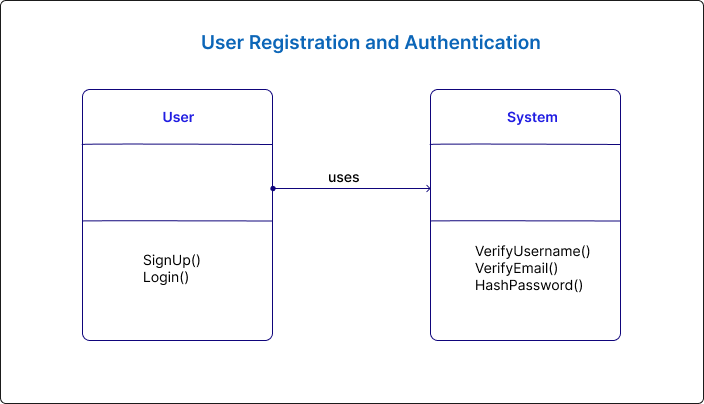 User Registration and Authentication
User
System
uses
SignUp()
Login()
VerifyUsername()
VerifyEmail()
HashPassword()